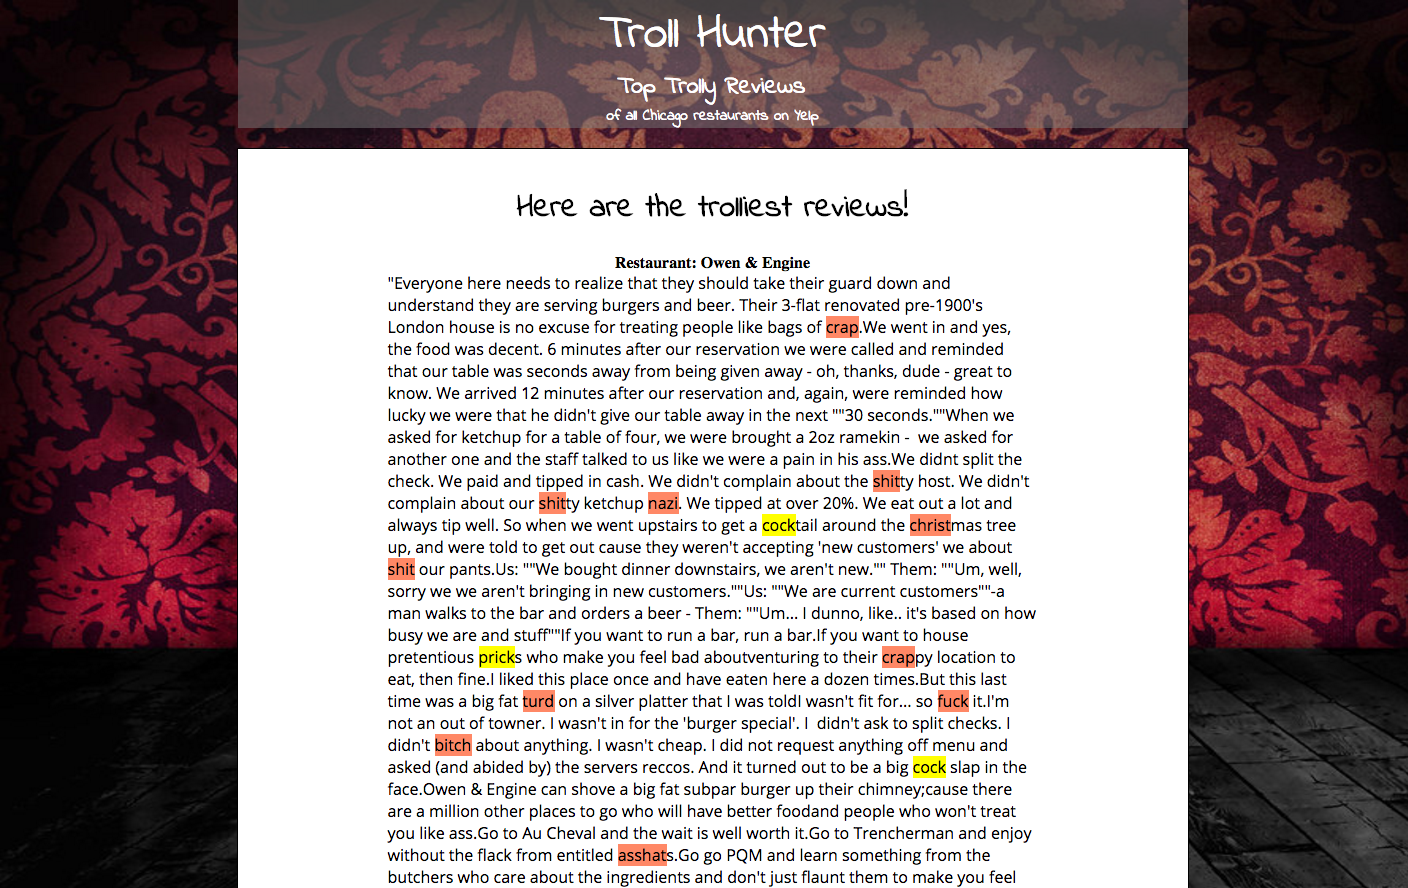 Troll Hunter
Top Trolly Reviews
of all Chicago restaurants on Yelp
Here are the trolliest reviews!
Restaurant: Owen & Engine
"Everyone here needs to realize that they should take their guard down and
understand they are serving burgers and beer. Their 3-flat renovated pre-1900's
London house is no excuse for treating people like bags of crap.We went in and yes,
the food was decent. 6 minutes after our reservation we were called and reminded
that our table was seconds away from being given away - oh, thanks, dude - great to
know. We arrived 12 minutes after our reservation and, again, were reminded how
lucky we were that he didn't give our table away in the next ""30 seconds.""When we
asked for ketchup for a table of four, we were brought a 2oz ramekin -  we asked for
another one and the staff talked to us like we were a pain in his ass.We didnt split the
check. We paid and tipped in cash. We didn't complain about the shitty host. We didn't
complain about our shitty ketchup nazi. We tipped at over 20%. We eat out a lot and
always tip well. So when we went upstairs to get a cocktail around the christmas tree
up, and were told to get out cause they weren't accepting 'new customers' we about
shit our pants.Us: ""We bought dinner downstairs, we aren't new."" Them: ""Um, well,
sorry we we aren't bringing in new customers.""Us: ""We are current customers""-a
man walks to the bar and orders a beer - Them: ""Um... I dunno, like.. it's based on how
busy we are and stuff""If you want to run a bar, run a bar.If you want to house
pretentious pricks who make you feel bad aboutventuring to their crappy location to
eat, then fine.I liked this place once and have eaten here a dozen times.But this last
time was a big fat turd on a silver platter that I was toldI wasn't fit for... so fuck it.I'm
not an out of towner. I wasn't in for the 'burger special'. I  didn't ask to split checks. I
didn't bitch about anything. I wasn't cheap. I did not request anything off menu and
asked (and abided by) the servers reccos. And it turned out to be a big cock slap in the
face.Owen & Engine can shove a big fat subpar burger up their chimney;cause there
are a million other places to go who will have better foodand people who won't treat
you like ass.Go to Au Cheval and the wait is well worth it.Go to Trencherman and enjoy
without the flack from entitled asshats.Go go PQM and learn something from the
butchers who care about the ingredients and don't just flaunt them to make you feel